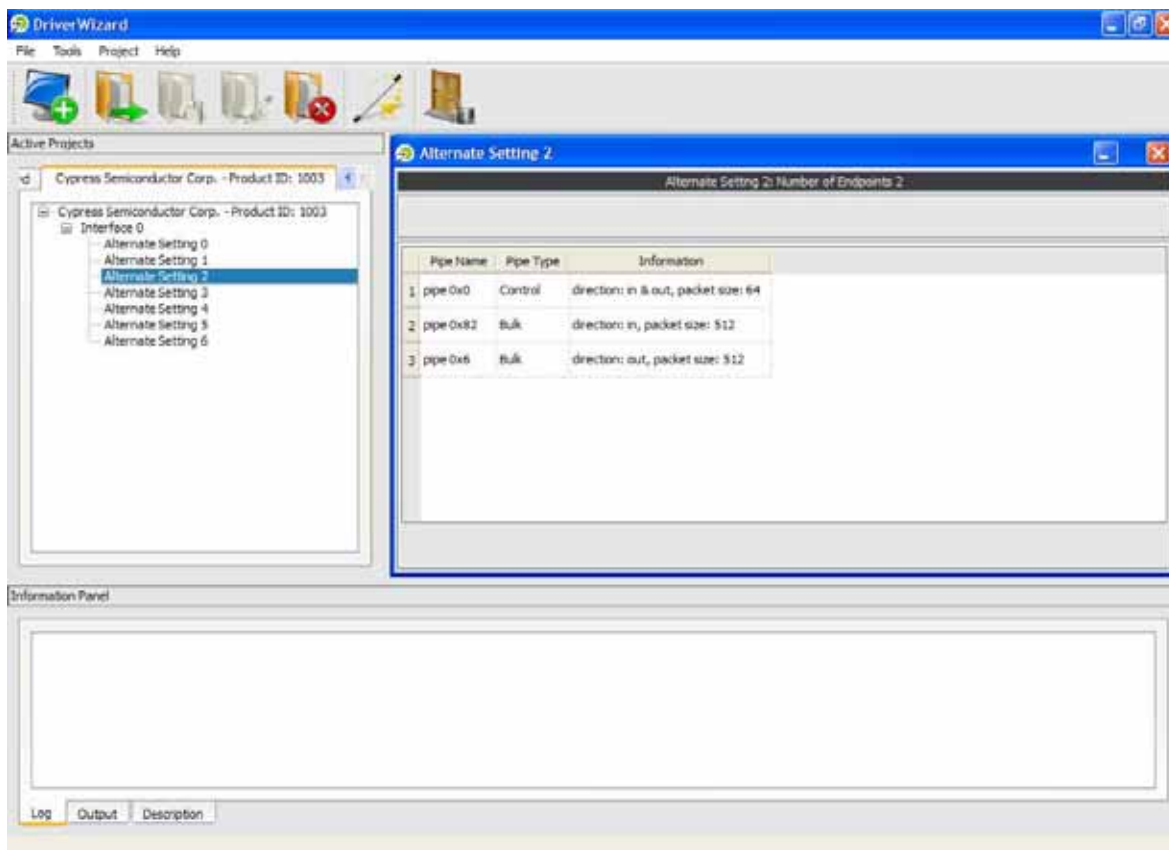 DriverWizard
File Tools Project Help
Active Projects
Cypress Semiconductor Corp. - Product ID: 1003
Cypress Semiconductor Corp. - Product ID: 1003
Interface 0
Alternate Setting 0
Alternate Setting 1
Alternate Setting 2
Alternate Setting 3
Alternate Setting 4
Alternate Setting 5
Alternate Setting 6
Alternate Setting 2
Alternate Setting 2: Number of Endpoints 2
Pipe Name Pipe Type Information
1 pipe 0x0 Control direction: in & out, packet size: 64
2 pipe 0x82 Bulk direction: in, packet size: 512
3 pipe 0x6 Bulk direction: out, packet size: 512
Information Panel
Log Output Description